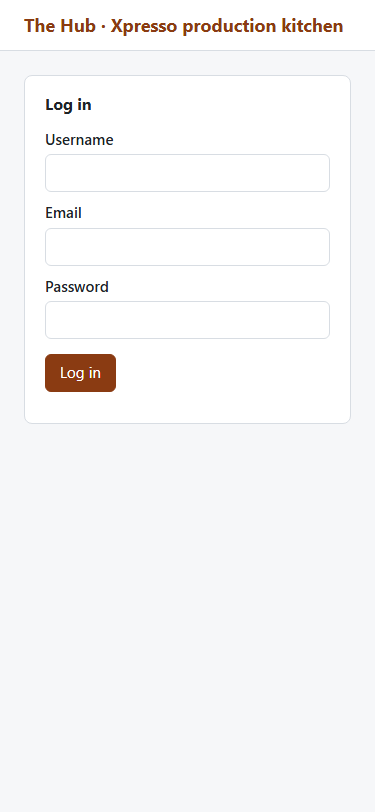 The Hub · Xpresso production kitchen
Log in
Username
Email
Password
Log in